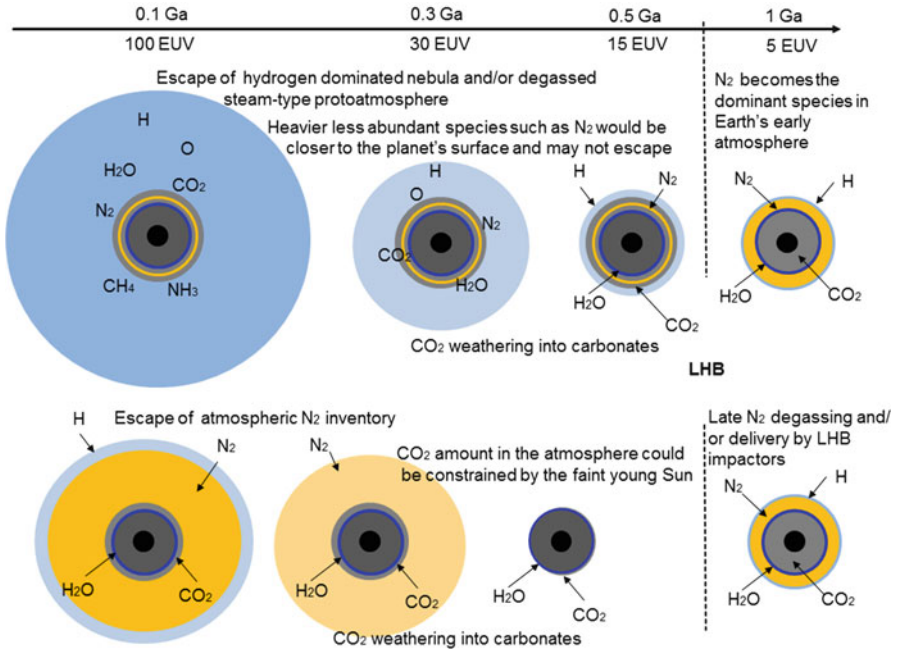 0.1 Ga 0.3 Ga 0.5 Ga 1 Ga
100 EUV 30 EUV 15 EUV 5 EUV
Escape of hydrogen dominated nebula and/or degassed
steam-type protoatmosphere
N₂ becomes the
dominant species in
Earth's early
atmosphere
Heavier less abundant species such as N₂ would be
closer to the planet's surface and may not escape
H
O
H₂O
CO₂
N₂
CH₄
NH₃
H
O
N₂
CO₂
H₂O
H
N₂
H₂O
CO₂
N₂
H
H₂O
CO₂
CO₂ weathering into carbonates
LHB
H
Escape of atmospheric N₂ inventory
N₂
H₂O
CO₂
N₂
H₂O
CO₂
CO₂ amount in the atmosphere could
be constrained by the faint young Sun
H₂O
CO₂
Late N₂ degassing and/
or delivery by LHB
impactors
N₂
H
H₂O
CO₂
CO₂ weathering into carbonates